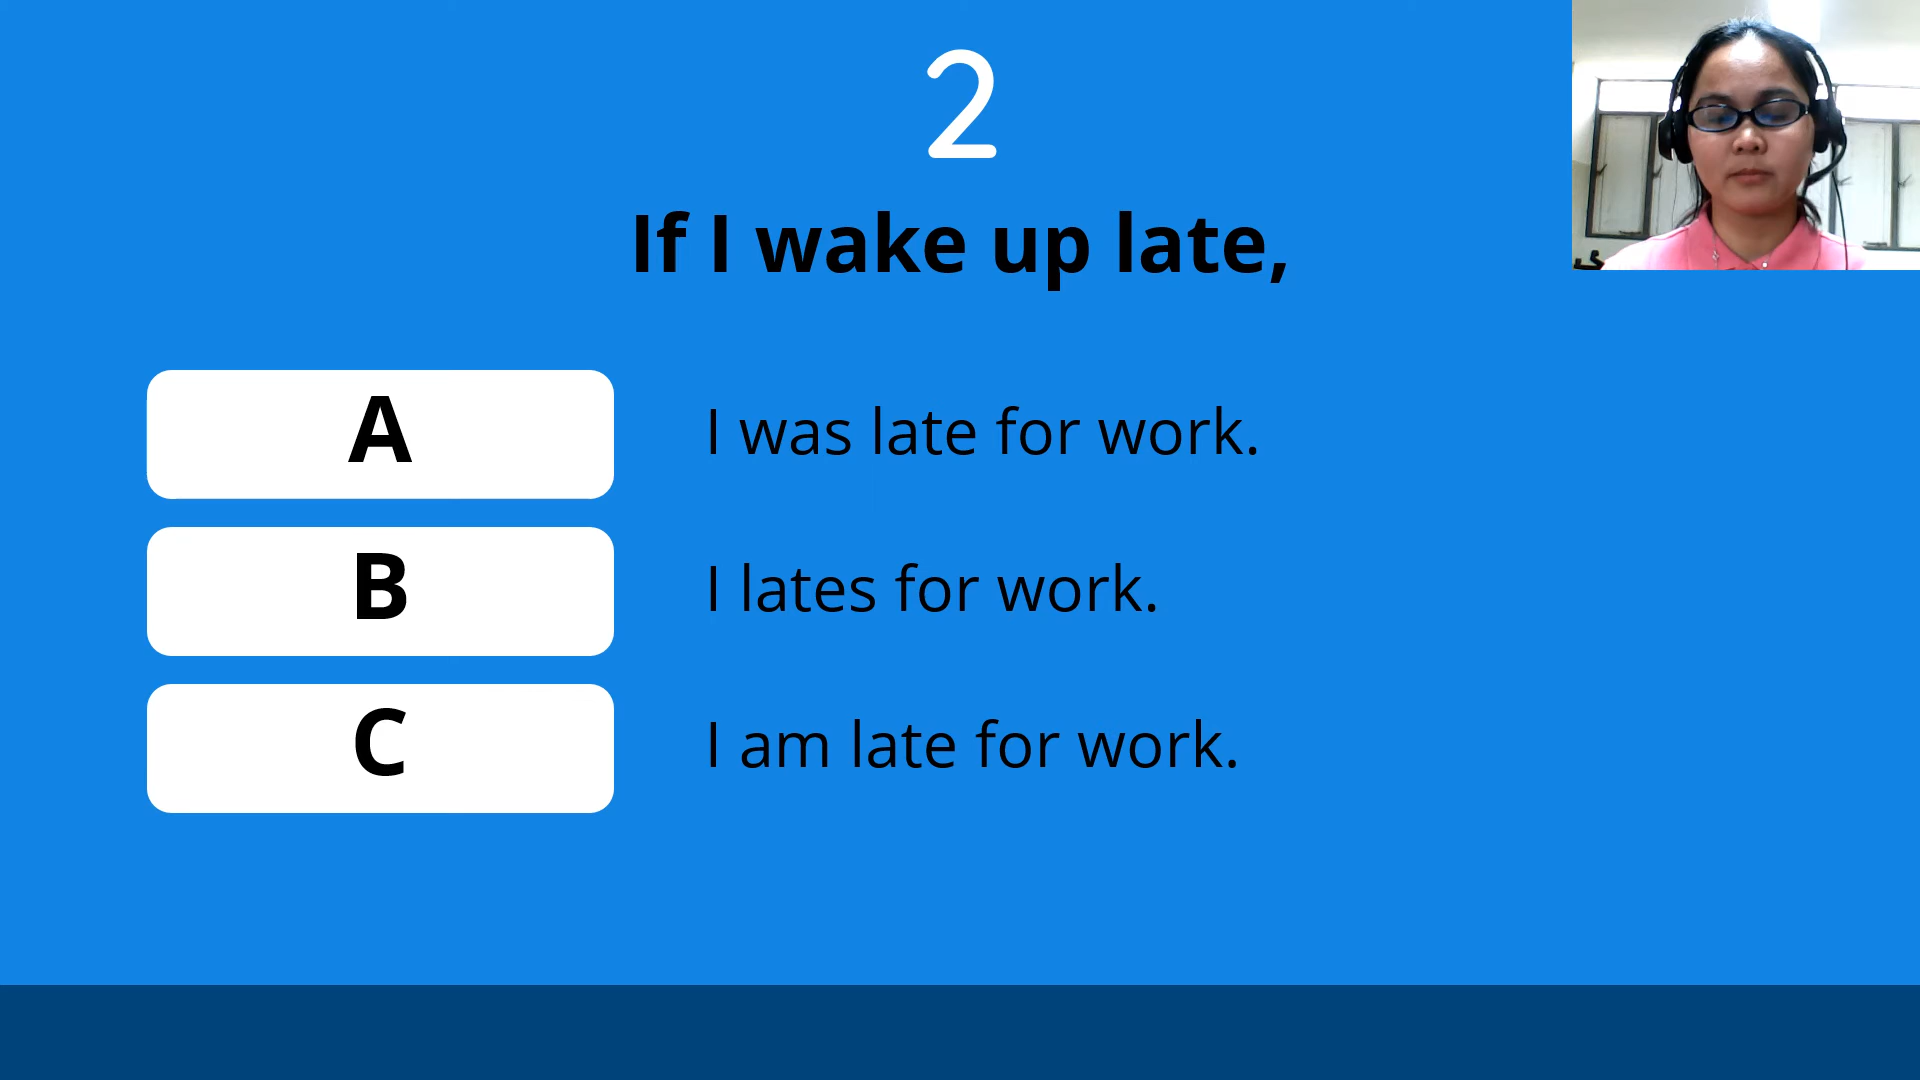 2
If I wake up late,
A
I was late for work.
B
I lates for work.
C
I am late for work.